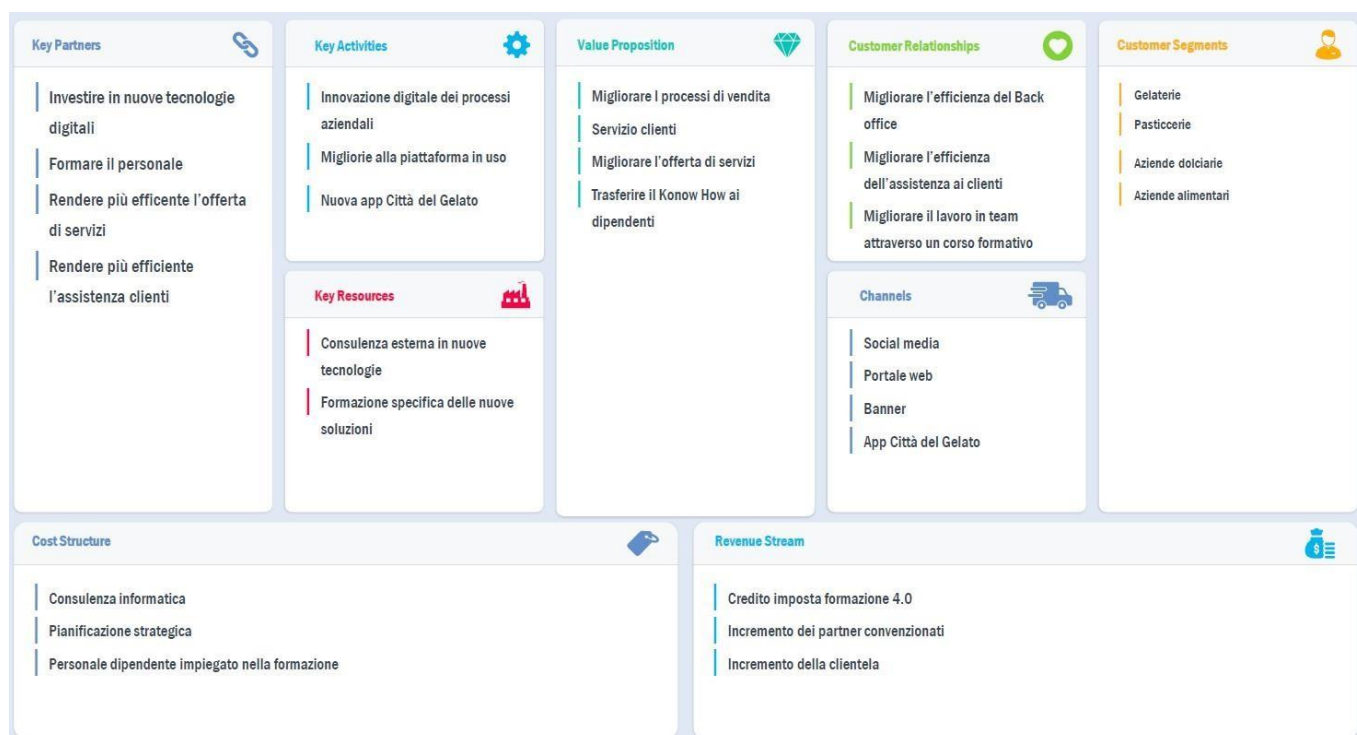 Key Partners
Investire in nuove tecnologie
digitali
Formare il personale
Rendere più efficente l'offerta
di servizi
Rendere più efficiente
l'assistenza clienti
Key Activities
Innovazione digitale dei processi
aziendali
Migliorie alla piattaforma in uso
Nuova app Città del Gelato
Key Resources
Consulenza esterna in nuove
tecnologie
Formazione specifica delle nuove
soluzioni
Value Proposition
Migliorare I processi di vendita
Servizio clienti
Migliorare l'offerta di servizi
Trasferire il Konow How ai
dipendenti
Customer Relationships
Migliorare l'efficienza del Back
office
Migliorare l'efficienza
dell'assistenza ai clienti
Migliorare il lavoro in team
attraverso un corso formativo
Channels
Social media
Portale web
Banner
App Città del Gelato
Customer Segments
Gelaterie
Pasticcerie
Aziende dolciarie
Aziende alimentari
Cost Structure
Consulenza informatica
Pianificazione strategica
Personale dipendente impiegato nella formazione
Revenue Stream
$
Credito imposta formazione 4.0
Incremento dei partner convenzionati
Incremento della clientela